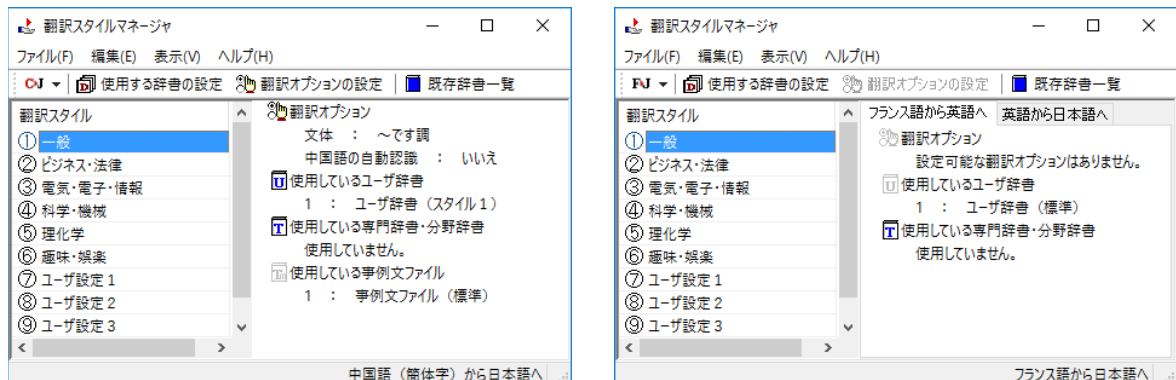 翻訳スタイルマネージャ
ファイル(F) 編集(E) 表示(V) ヘルプ(H)
CJ 使用する辞書の設定 翻訳オプションの設定 既存辞書一覧
翻訳スタイル
① 一般
② ビジネス・法律
③ 電気・電子・情報
④ 科学・機械
⑤ 理化学
⑥ 趣味・娯楽
⑦ ユーザ設定 1
⑧ ユーザ設定 2
⑨ ユーザ設定 3
翻訳オプション
文体 : ～です調
中国語の自動認識 : いいえ
使用しているユーザ辞書
1 : ユーザ辞書（スタイル１）
使用している専門辞書・分野辞書
使用していません。
使用している事例文ファイル
1 : 事例文ファイル（標準）
中国語（簡体字）から日本語へ
翻訳スタイルマネージャ
ファイル(F) 編集(E) 表示(V) ヘルプ(H)
FJ 使用する辞書の設定 翻訳オプションの設定 既存辞書一覧
翻訳スタイル
① 一般
② ビジネス・法律
③ 電気・電子・情報
④ 科学・機械
⑤ 理化学
⑥ 趣味・娯楽
⑦ ユーザ設定 1
⑧ ユーザ設定 2
⑨ ユーザ設定 3
フランス語から英語へ 英語から日本語へ
翻訳オプション
設定可能な翻訳オプションはありません。
使用しているユーザ辞書
1 : ユーザ辞書（標準）
使用している専門辞書・分野辞書
使用していません。
フランス語から日本語へ